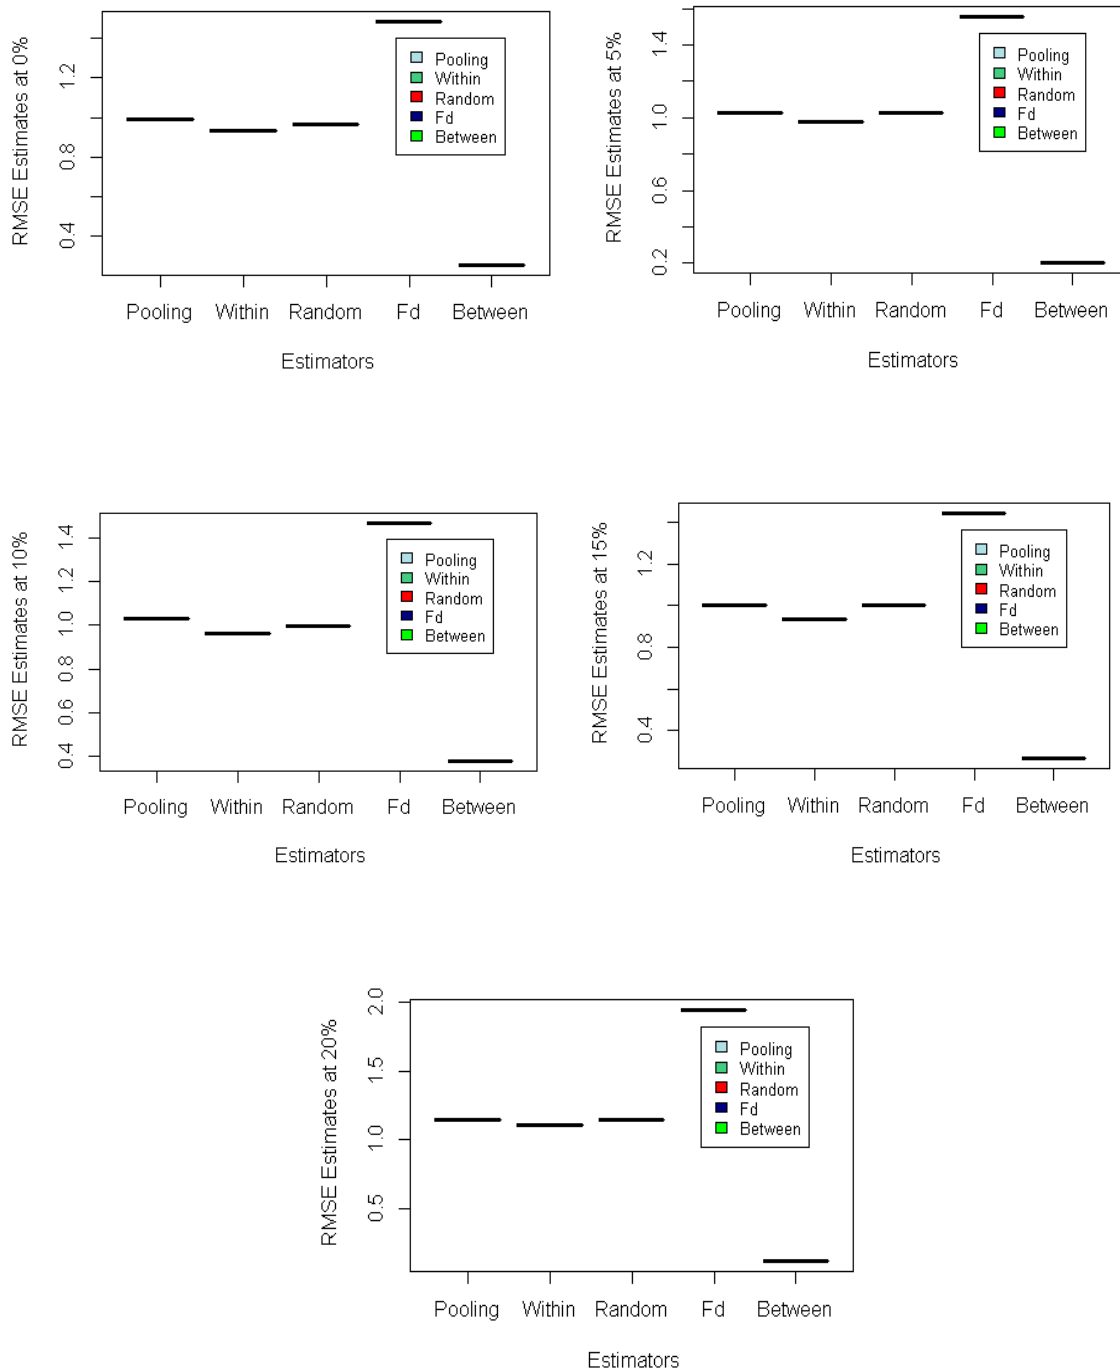 RMSE Estimates at 0%
1.2
0.8
0.4
Pooling
Within
Random
Fd
Between
Pooling Within Random Fd Between
Estimators
RMSE Estimates at 5%
1.4
1.0
0.6
0.2
Pooling
Within
Random
Fd
Between
Pooling Within Random Fd Between
Estimators
RMSE Estimates at 10%
1.4
1.2
1.0
0.8
0.6
0.4
Pooling
Within
Random
Fd
Between
Pooling Within Random Fd Between
Estimators
RMSE Estimates at 15%
1.2
0.8
0.4
Pooling
Within
Random
Fd
Between
Pooling Within Random Fd Between
Estimators
RMSE Estimates at 20%
2.0
1.5
1.0
0.5
Pooling
Within
Random
Fd
Between
Pooling Within Random Fd Between
Estimators